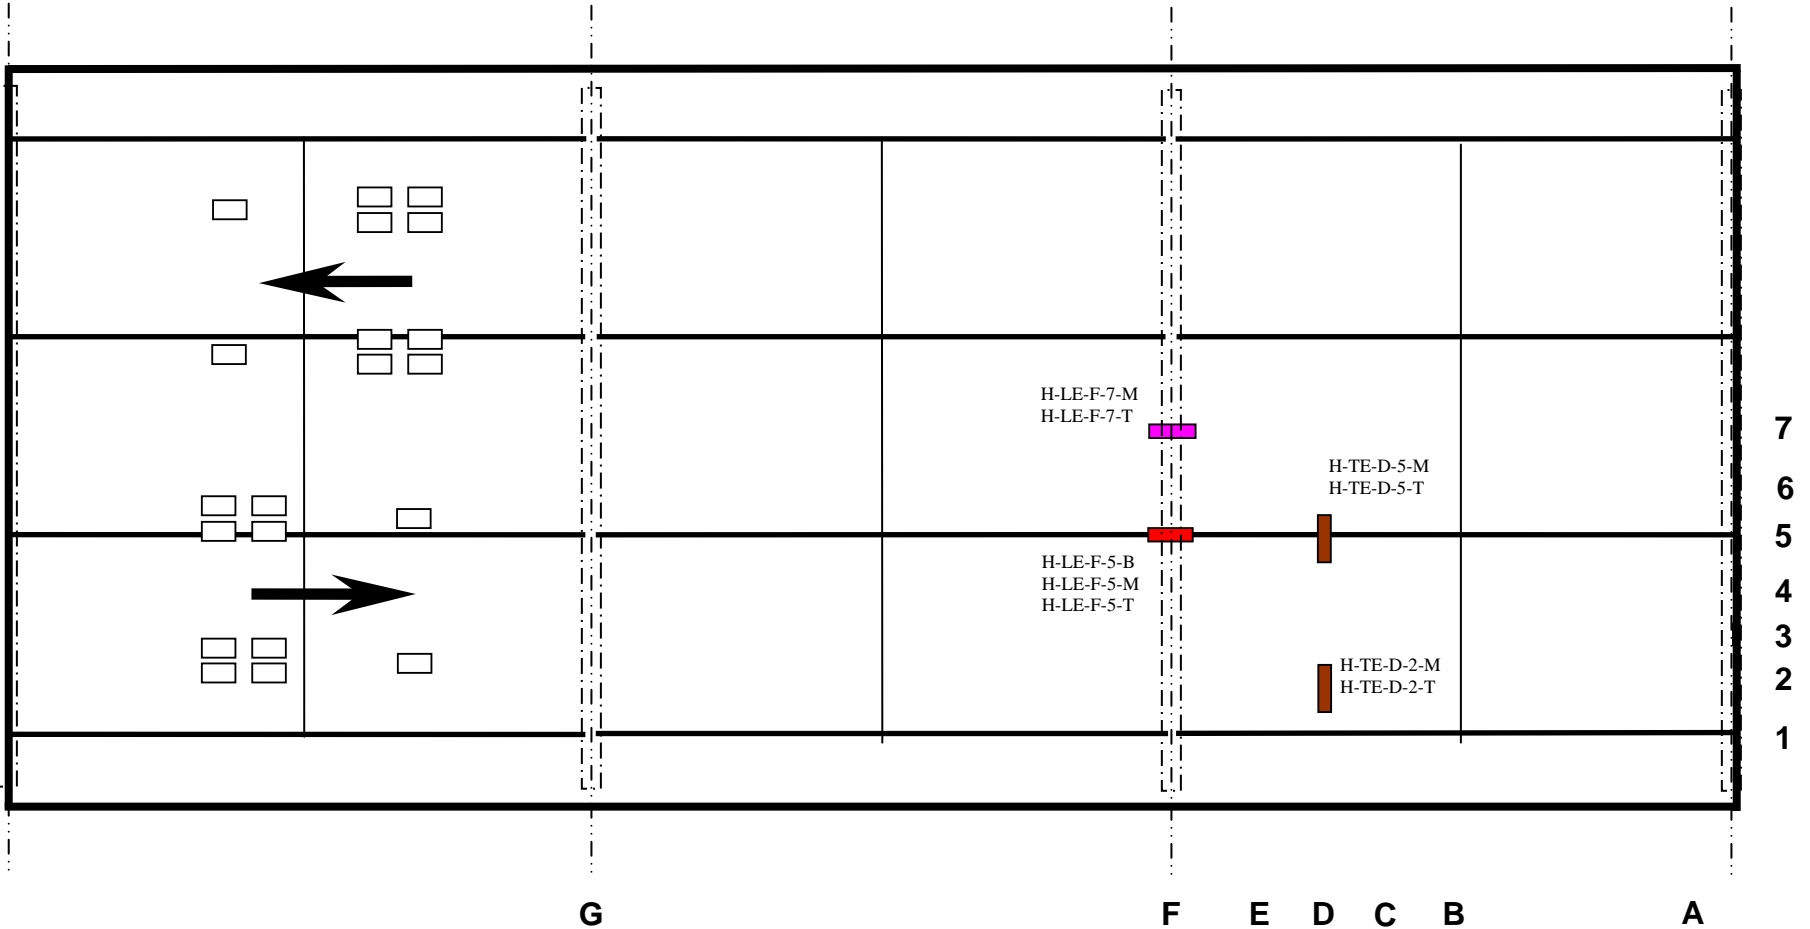 H-LE-F-7-M
H-LE-F-7-T
7
H-TE-D-5-M
H-TE-D-5-T
6
5
H-LE-F-5-B
H-LE-F-5-M
H-LE-F-5-T
4
3
H-TE-D-2-M
H-TE-D-2-T
2
1
G F E D C B A